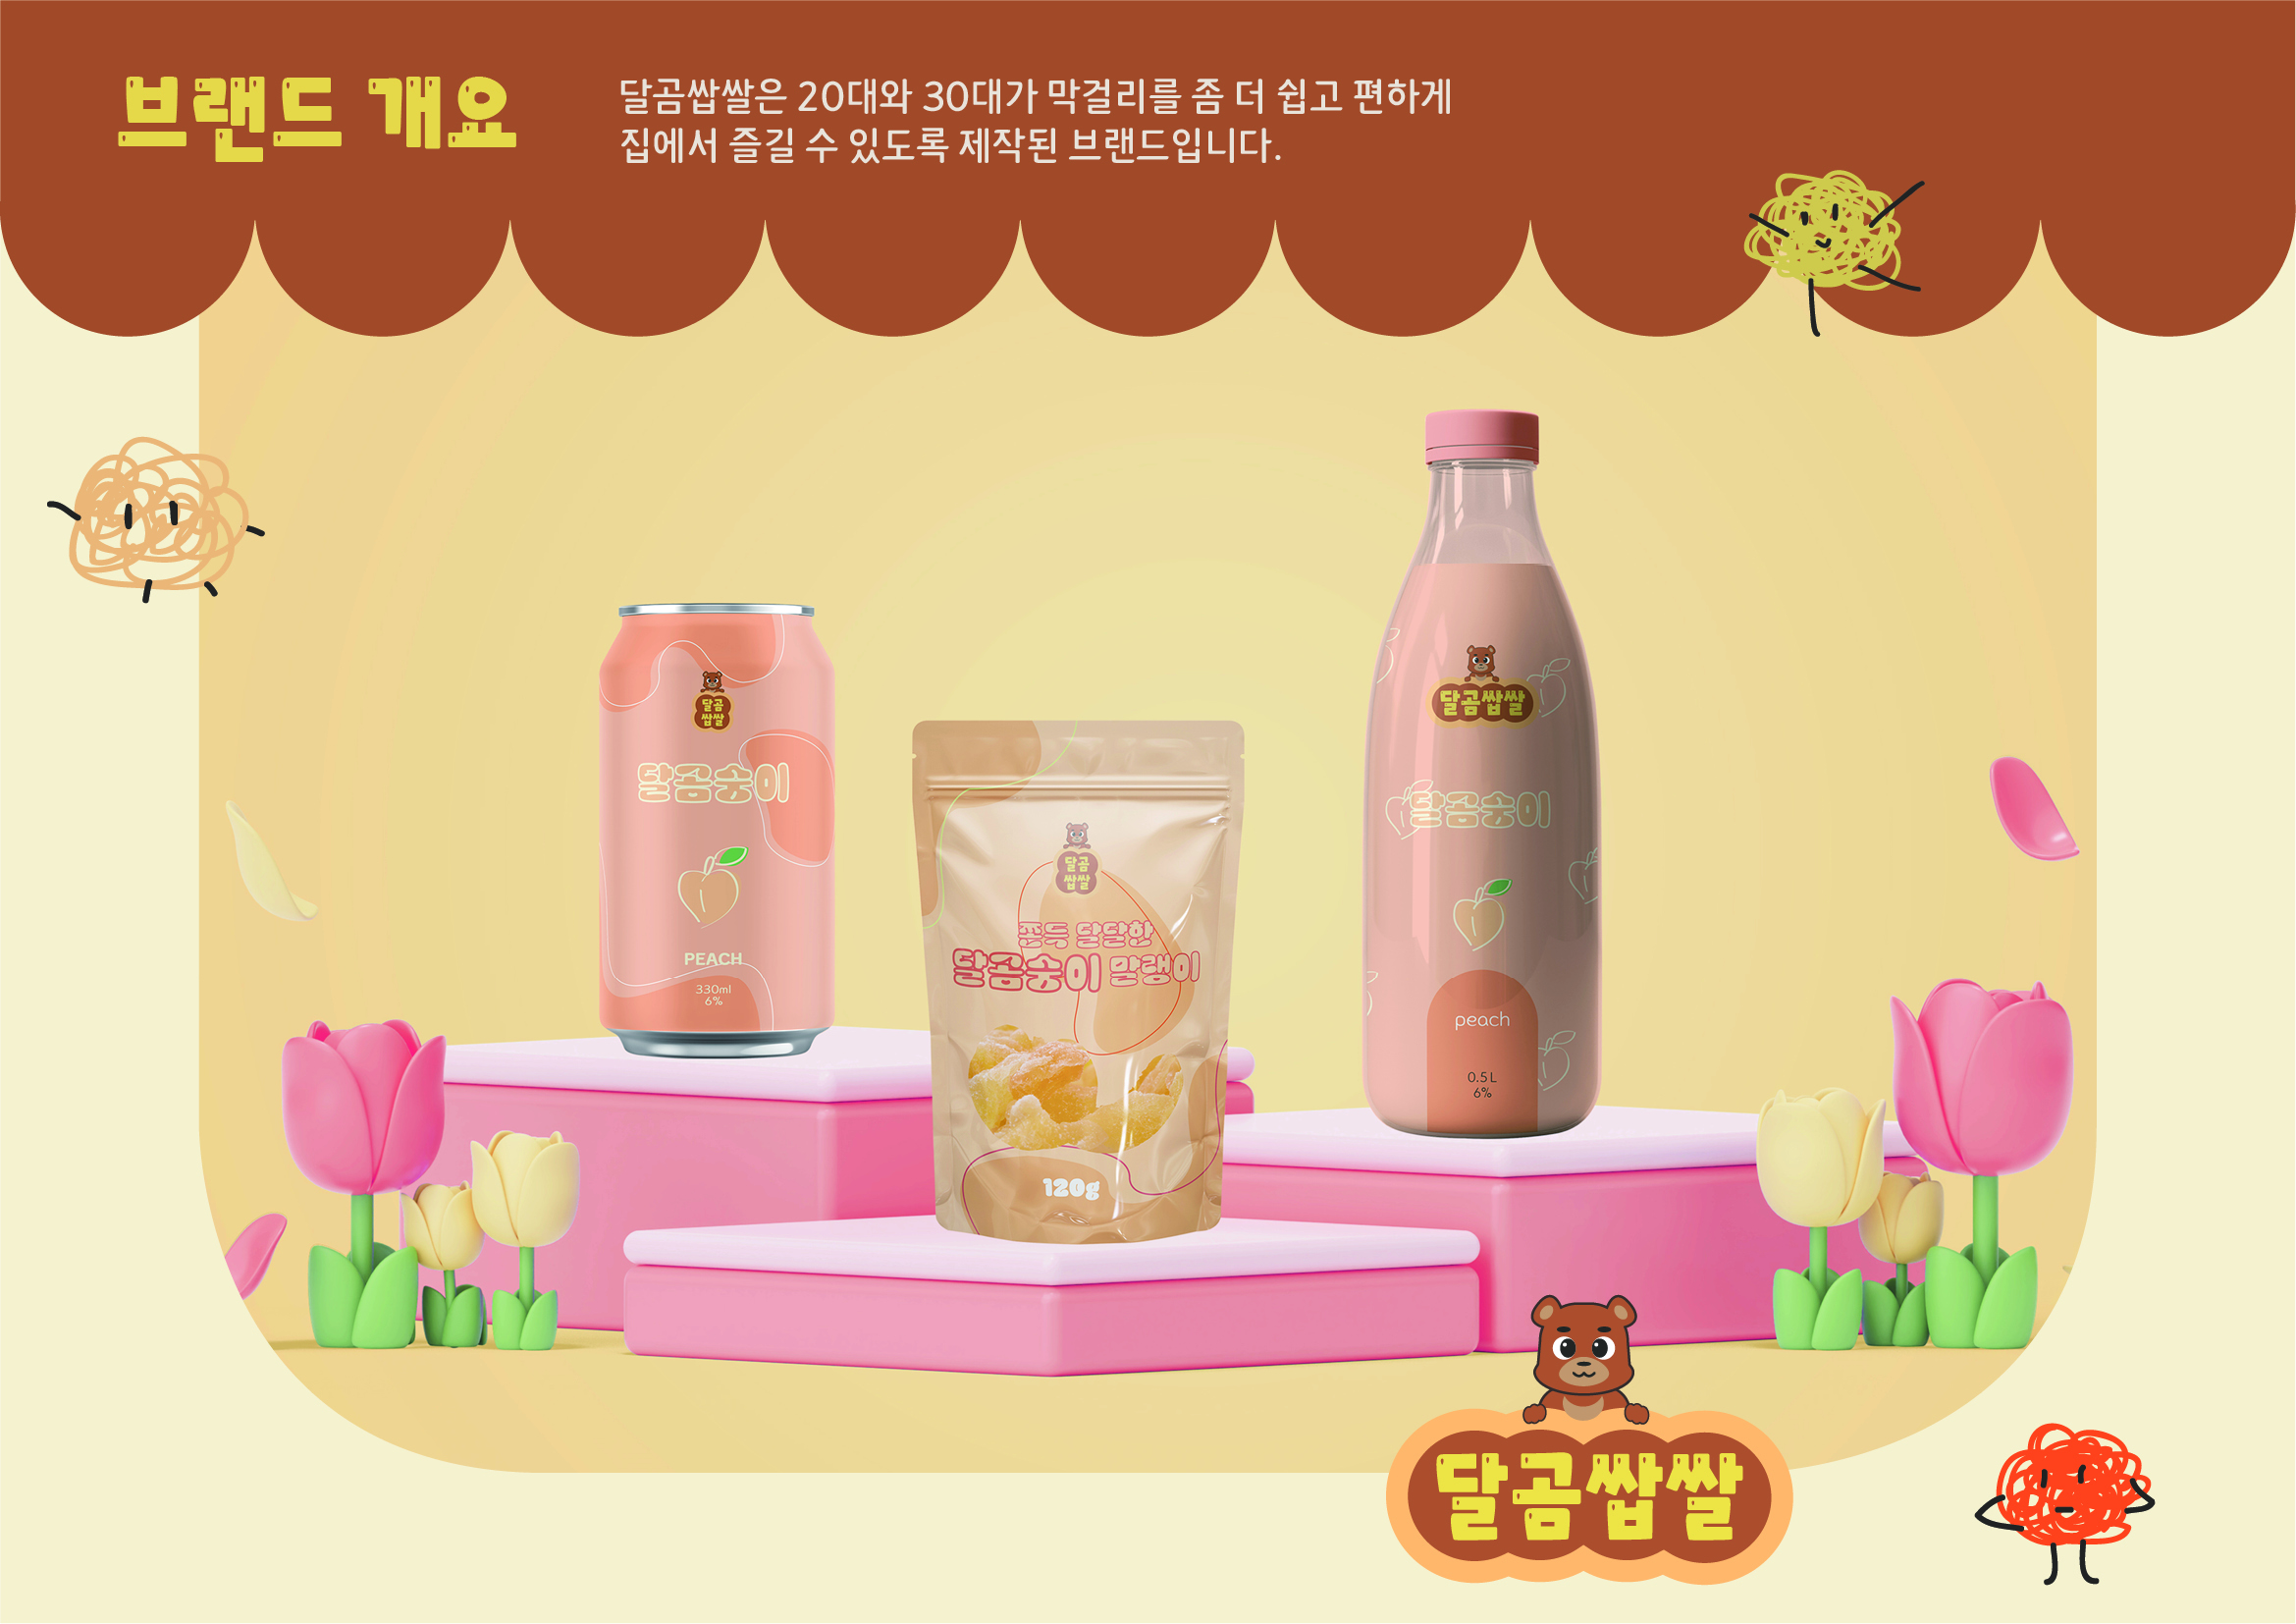 브랜드 개요
달곰쌉쌀은 20대와 30대가 막걸리를 좀 더 쉽고 편하게
집에서 즐길 수 있도록 제작된 브랜드입니다.
달곰
쌉쌀
달곰숭이
PEACH
330ml
6%
달곰
쌉쌀
쫀득 달달한
달곰숭이 말랭이
120g
달곰쌉쌀
달곰숭이
peach
0.5L
6%
달곰쌉쌀